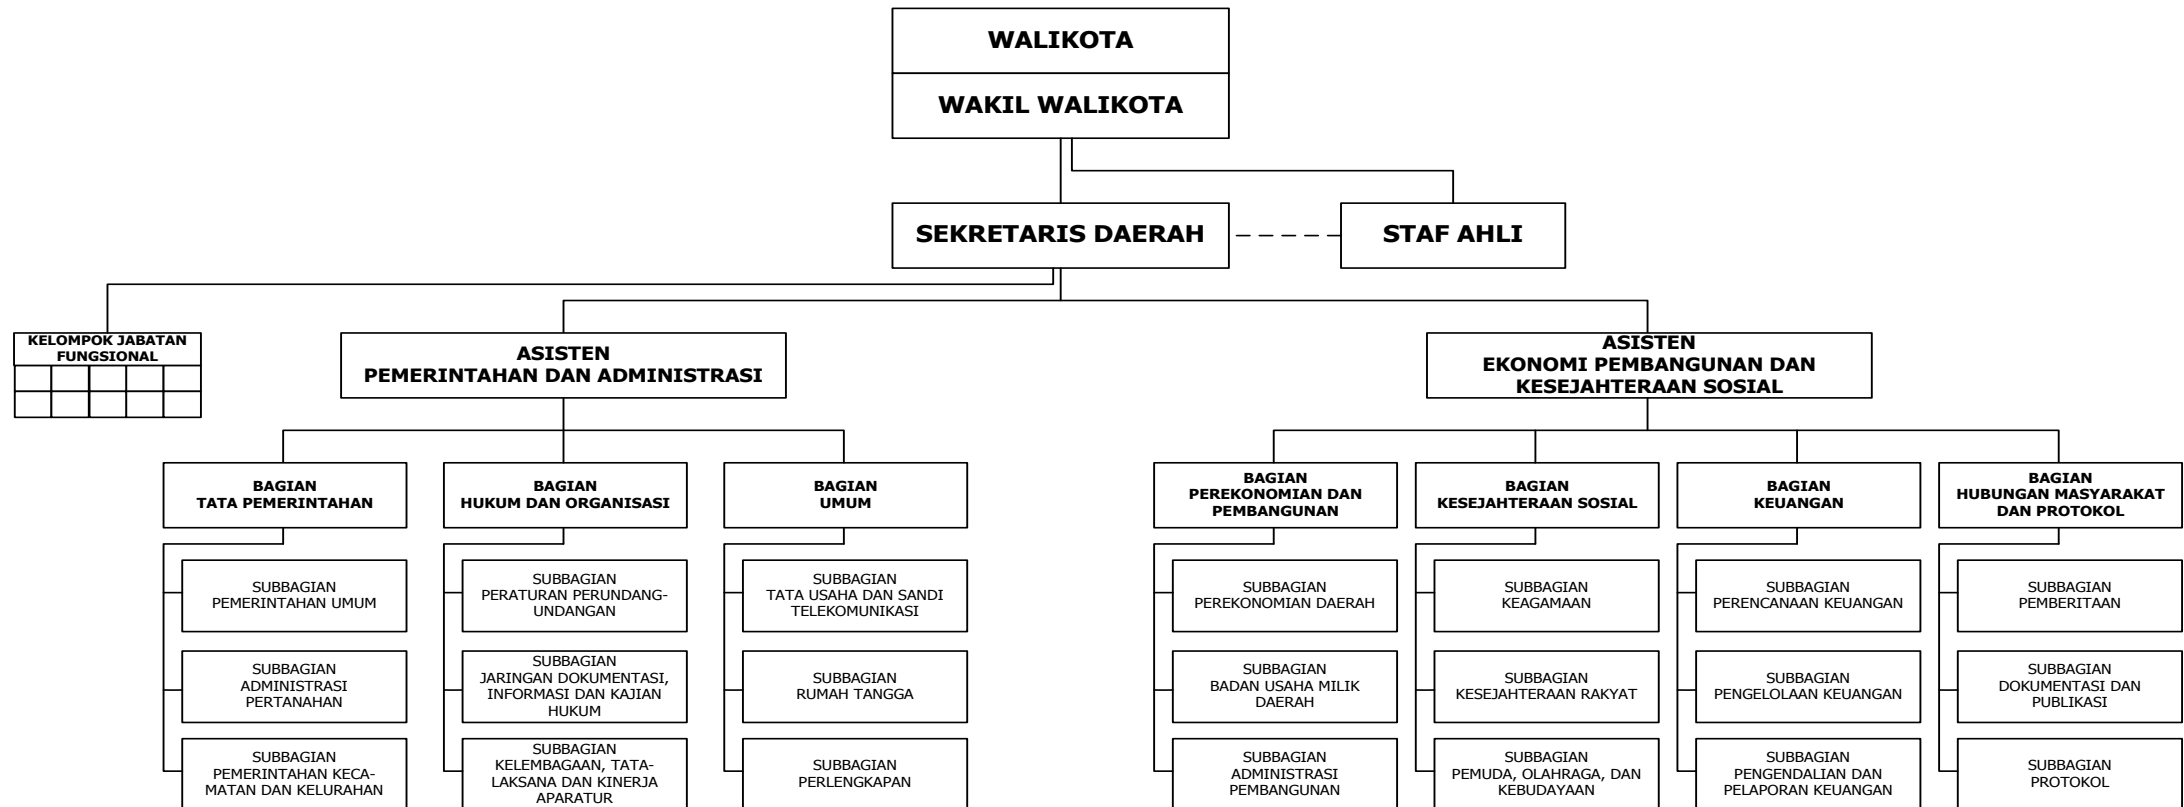 WALIKOTA
WAKIL WALIKOTA
SEKRETARIS DAERAH
STAF AHLI
KELOMPOK JABATAN
FUNGSIONAL
ASISTEN
PEMERINTAHAN DAN ADMINISTRASI
ASISTEN
EKONOMI PEMBANGUNAN DAN
KESEJAHTERAAN SOSIAL
BAGIAN
TATA PEMERINTAHAN
BAGIAN
HUKUM DAN ORGANISASI
BAGIAN
UMUM
BAGIAN
PEREKONOMIAN DAN
PEMBANGUNAN
BAGIAN
KESEJAHTERAAN SOSIAL
BAGIAN
KEUANGAN
BAGIAN
HUBUNGAN MASYARAKAT
DAN PROTOKOL
SUBBAGIAN
PEMERINTAHAN UMUM
SUBBAGIAN
PERATURAN PERUNDANG-
UNDANGAN
SUBBAGIAN
TATA USAHA DAN SANDI
TELEKOMUNIKASI
SUBBAGIAN
PEREKONOMIAN DAERAH
SUBBAGIAN
KEAGAMAAN
SUBBAGIAN
PERENCANAAN KEUANGAN
SUBBAGIAN
PEMBERITAAN
SUBBAGIAN
ADMINISTRASI
PERTANAHAN
SUBBAGIAN
JARINGAN DOKUMENTASI,
INFORMASI DAN KAJIAN
HUKUM
SUBBAGIAN
RUMAH TANGGA
SUBBAGIAN
BADAN USAHA MILIK
DAERAH
SUBBAGIAN
KESEJAHTERAAN RAKYAT
SUBBAGIAN
PENGELOLAAN KEUANGAN
SUBBAGIAN
DOKUMENTASI DAN
PUBLIKASI
SUBBAGIAN
PEMERINTAHAN KECA-
MATAN DAN KELURAHAN
SUBBAGIAN
KELEMBAGAAN, TATA-
LAKSANA DAN KINERJA
APARATUR
SUBBAGIAN
PERLENGKAPAN
SUBBAGIAN
ADMINISTRASI
PEMBANGUNAN
SUBBAGIAN
PEMUDA, OLAHRAGA, DAN
KEBUDAYAAN
SUBBAGIAN
PENGENDALIAN DAN
PELAPORAN KEUANGAN
SUBBAGIAN
PROTOKOL